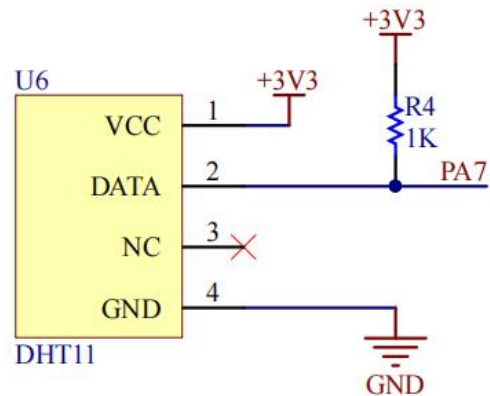 +3V3
U6
+3V3
R4
VCC 1
1K
DATA 2
PA7
NC 3
GND 4
DHT11
GND